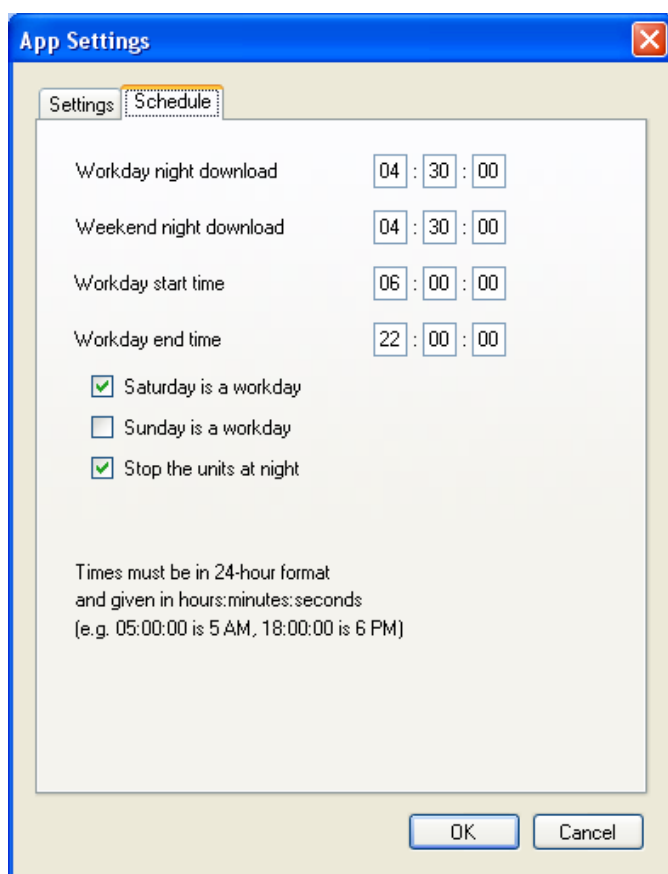 App Settings
Settings Schedule
Workday night download 04 : 30 : 00
Weekend night download 04 : 30 : 00
Workday start time 06 : 00 : 00
Workday end time 22 : 00 : 00
Saturday is a workday
Sunday is a workday
Stop the units at night
Times must be in 24-hour format
and given in hours:minutes:seconds
(e.g. 05:00:00 is 5 AM, 18:00:00 is 6 PM)
OK Cancel